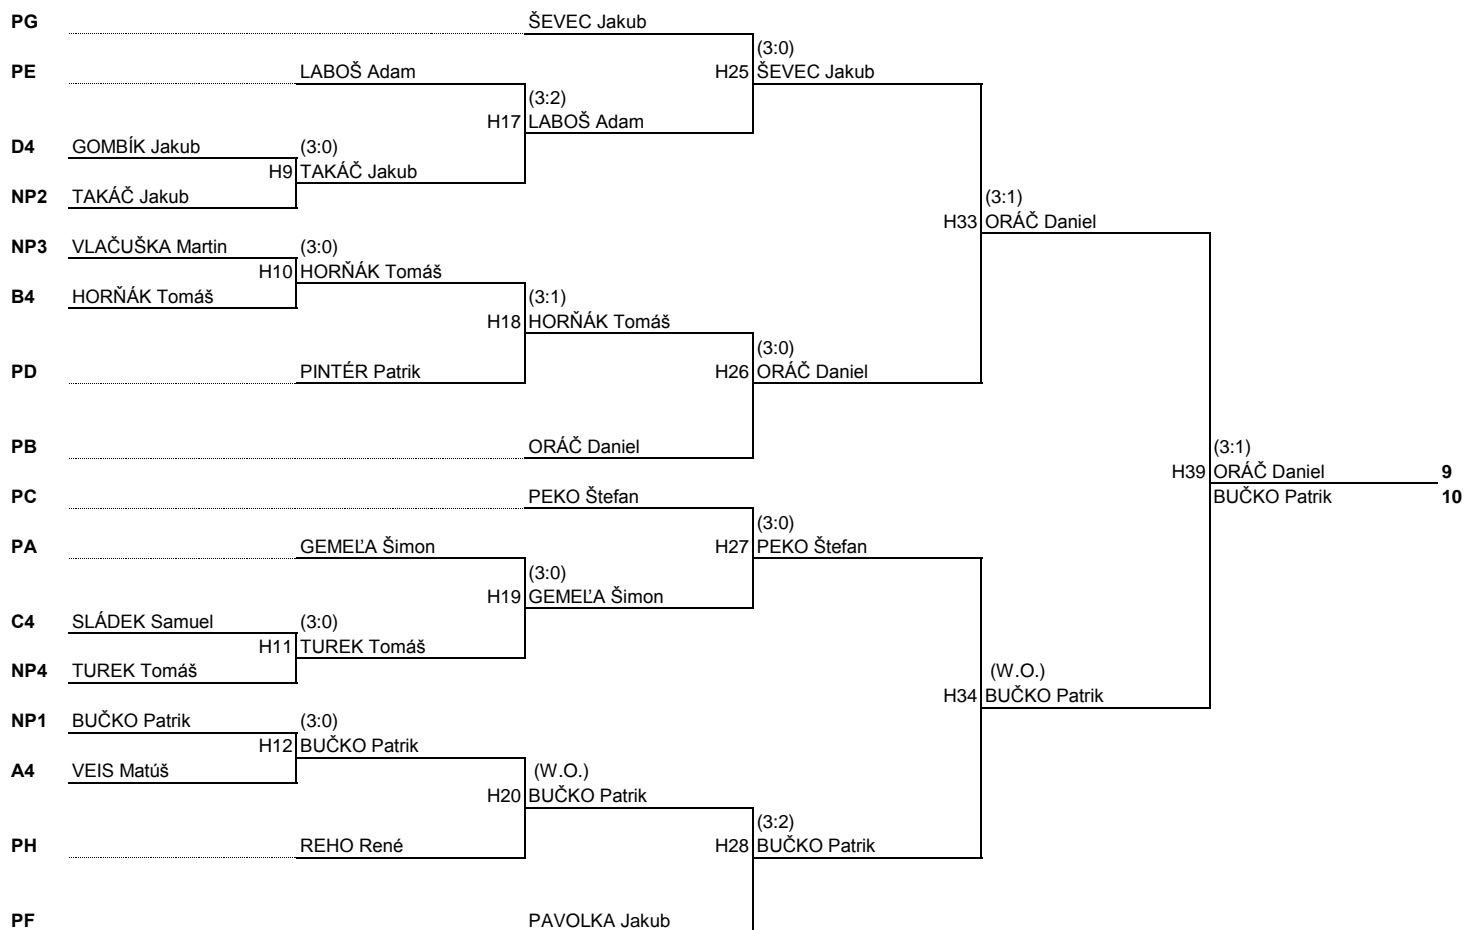 PG ŠEVEC Jakub
(3:0)
PE LABOŠ Adam H25 ŠEVEC Jakub
(3:2)
H17 LABOŠ Adam
D4 GOMBÍK Jakub (3:0)
H9 TAKÁČ Jakub
NP2 TAKÁČ Jakub (3:1)
H33 ORÁČ Daniel
NP3 VLAČUŠKA Martin (3:0)
H10 HORŇÁK Tomáš
B4 HORŇÁK Tomáš (3:1)
H18 HORŇÁK Tomáš
(3:0)
PD PINTÉR Patrik H26 ORÁČ Daniel
PB ORÁČ Daniel (3:1)
H39 ORÁČ Daniel 9
PC PEKO Štefan BUČKO Patrik 10
(3:0)
PA GEMEĽA Šimon H27 PEKO Štefan
(3:0)
H19 GEMEĽA Šimon
C4 SLÁDEK Samuel (3:0)
H11 TUREK Tomáš
NP4 TUREK Tomáš (W.O.)
H34 BUČKO Patrik
NP1 BUČKO Patrik (3:0)
H12 BUČKO Patrik
A4 VEIS Matúš (W.O.)
H20 BUČKO Patrik
(3:2)
PH REHO René H28 BUČKO Patrik
PF PAVOLKA Jakub